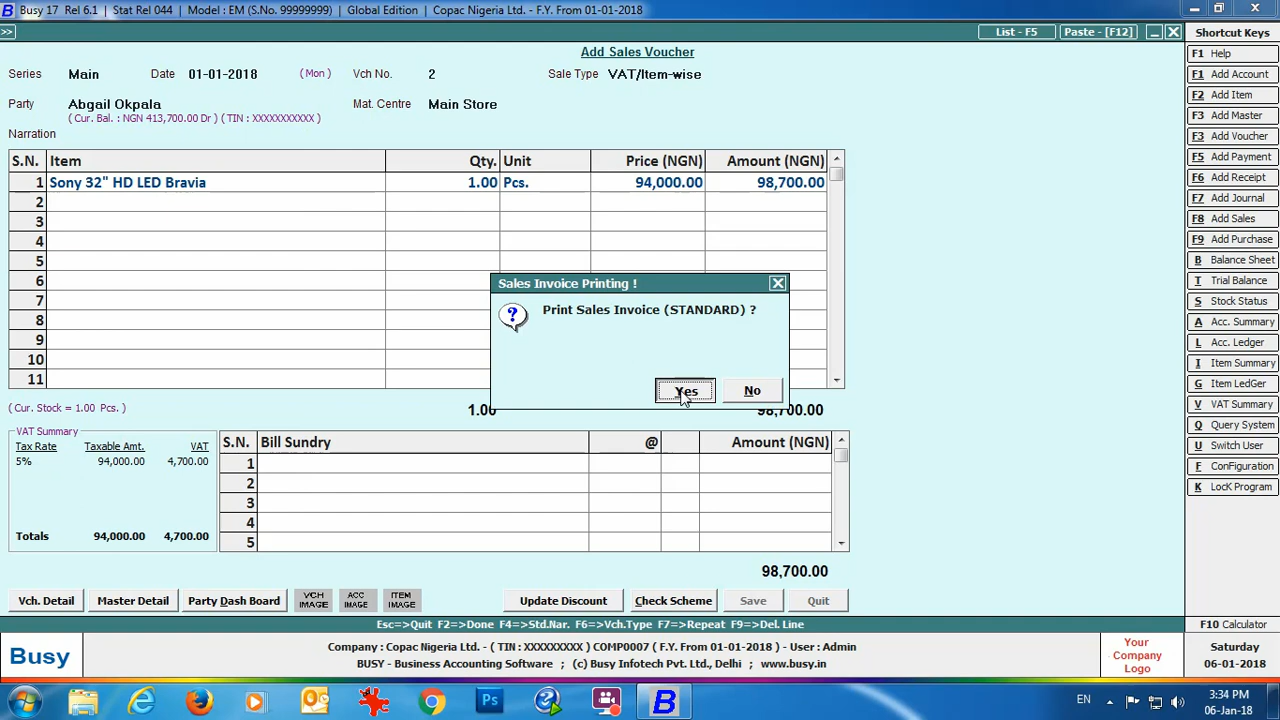 Busy 17 Rel 6.1 | Stat Rel 044 | Model : EM (S.No. 99999999) | Global Edition | Copac Nigeria Ltd. - F.Y. From 01-01-2018
>> List - F5 Paste - [F12] Shortcut Keys
Add Sales Voucher
Series Main Date 01-01-2018 (Mon) Vch No. 2 Sale Type VAT/Item-wise
Party Abgail Okpala Mat. Centre Main Store
( Cur. Bal. : NGN 413,700.00 Dr ) ( TIN : XXXXXXXXXXX )
Narration
S.N. Item Qty. Unit Price (NGN) Amount (NGN)
1 Sony 32" HD LED Bravia 1.00 Pcs. 94,000.00 98,700.00
2
3
4
5
6
7
8
9
10
11
Sales Invoice Printing !
Print Sales Invoice (STANDARD) ?
Yes No
( Cur. Stock = 1.00 Pcs. ) 1.00 98,700.00
VAT Summary
Tax Rate Taxable Amt. VAT
5% 94,000.00 4,700.00
Totals 94,000.00 4,700.00
S.N. Bill Sundry @ Amount (NGN)
1
2
3
4
5
98,700.00
Vch. Detail Master Detail Party Dash Board VCH IMAGE ACC IMAGE ITEM IMAGE Update Discount Check Scheme Save Quit
Esc=>Quit F2=>Done F4=>Std.Nar. F6=>Vch.Type F7=>Repeat F9=>Del. Line
F1 Help
F1 Add Account
F2 Add Item
F3 Add Master
F3 Add Voucher
F5 Add Payment
F6 Add Receipt
F7 Add Journal
F8 Add Sales
F9 Add Purchase
B Balance Sheet
T Trial Balance
S Stock Status
A Acc. Summary
L Acc. Ledger
I Item Summary
G Item LedGer
V VAT Summary
Q Query System
U Switch User
F ConFiguration
K LocK Program
F10 Calculator
Busy
Company : Copac Nigeria Ltd. - ( TIN : XXXXXXXXX ) COMP0007 ( F.Y. From 01-01-2018 ) - User : Admin
BUSY - Business Accounting Software ; (c) Busy Infotech Pvt. Ltd., Delhi ; www.busy.in
Your
Company
Logo
Saturday
06-01-2018
Ps
EN 3:34 PM
06-Jan-18